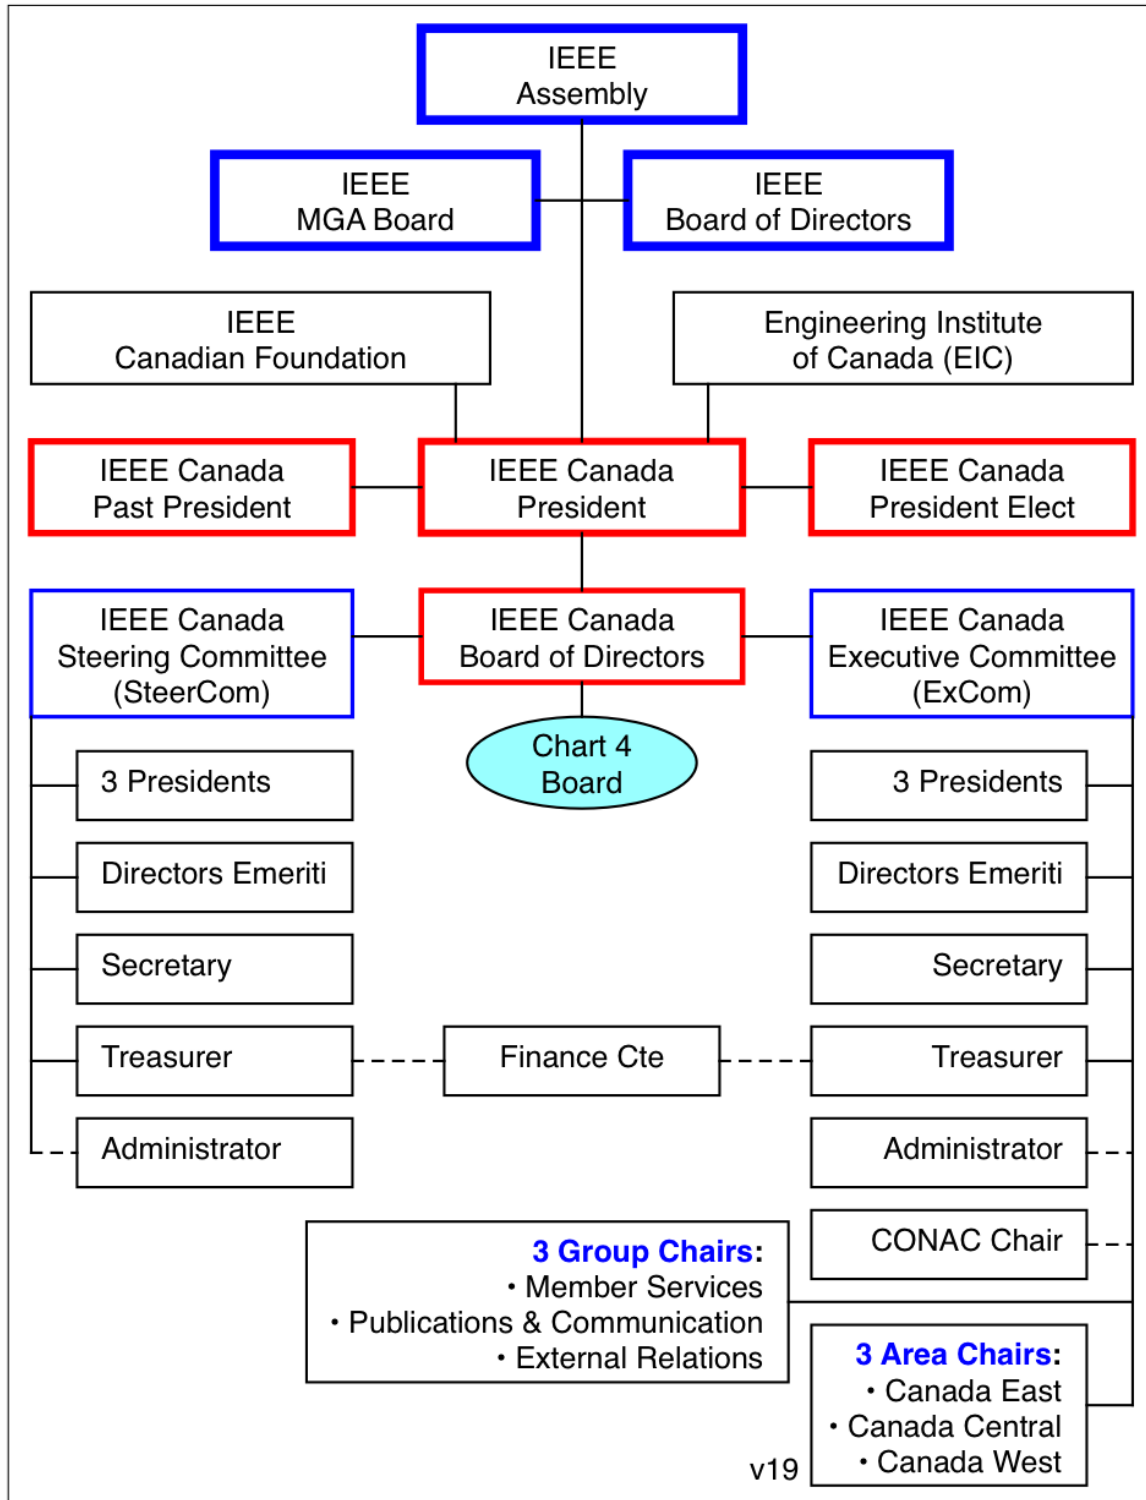 IEEE
Assembly
IEEE
MGA Board
IEEE
Board of Directors
IEEE
Canadian Foundation
Engineering Institute
of Canada (EIC)
IEEE Canada
Past President
IEEE Canada
President
IEEE Canada
President Elect
IEEE Canada
Steering Committee
(SteerCom)
IEEE Canada
Board of Directors
IEEE Canada
Executive Committee
(ExCom)
Chart 4
Board
3 Presidents
3 Presidents
Directors Emeriti
Directors Emeriti
Secretary
Secretary
Treasurer
Finance Cte
Treasurer
Administrator
Administrator
CONAC Chair
3 Group Chairs:
• Member Services
• Publications & Communication
• External Relations
3 Area Chairs:
• Canada East
• Canada Central
• Canada West
v19